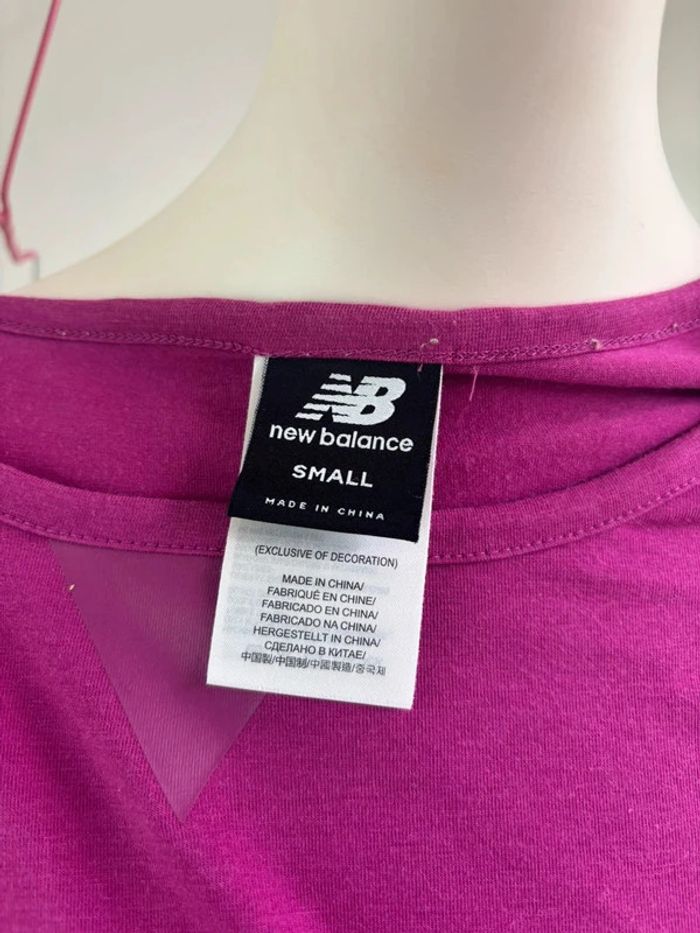 NB
new balance
SMALL
MADE IN CHINA
(EXCLUSIVE OF DECORATION)
MADE IN CHINA/
FABRIQUÉ EN CHINE/
FABRICADO EN CHINA/
FABRICADO NA CHINA/
HERGESTELLT IN CHINA/
СДЕЛАНО В КИТАЕ/
中国製/中国制/中國製造/중국제